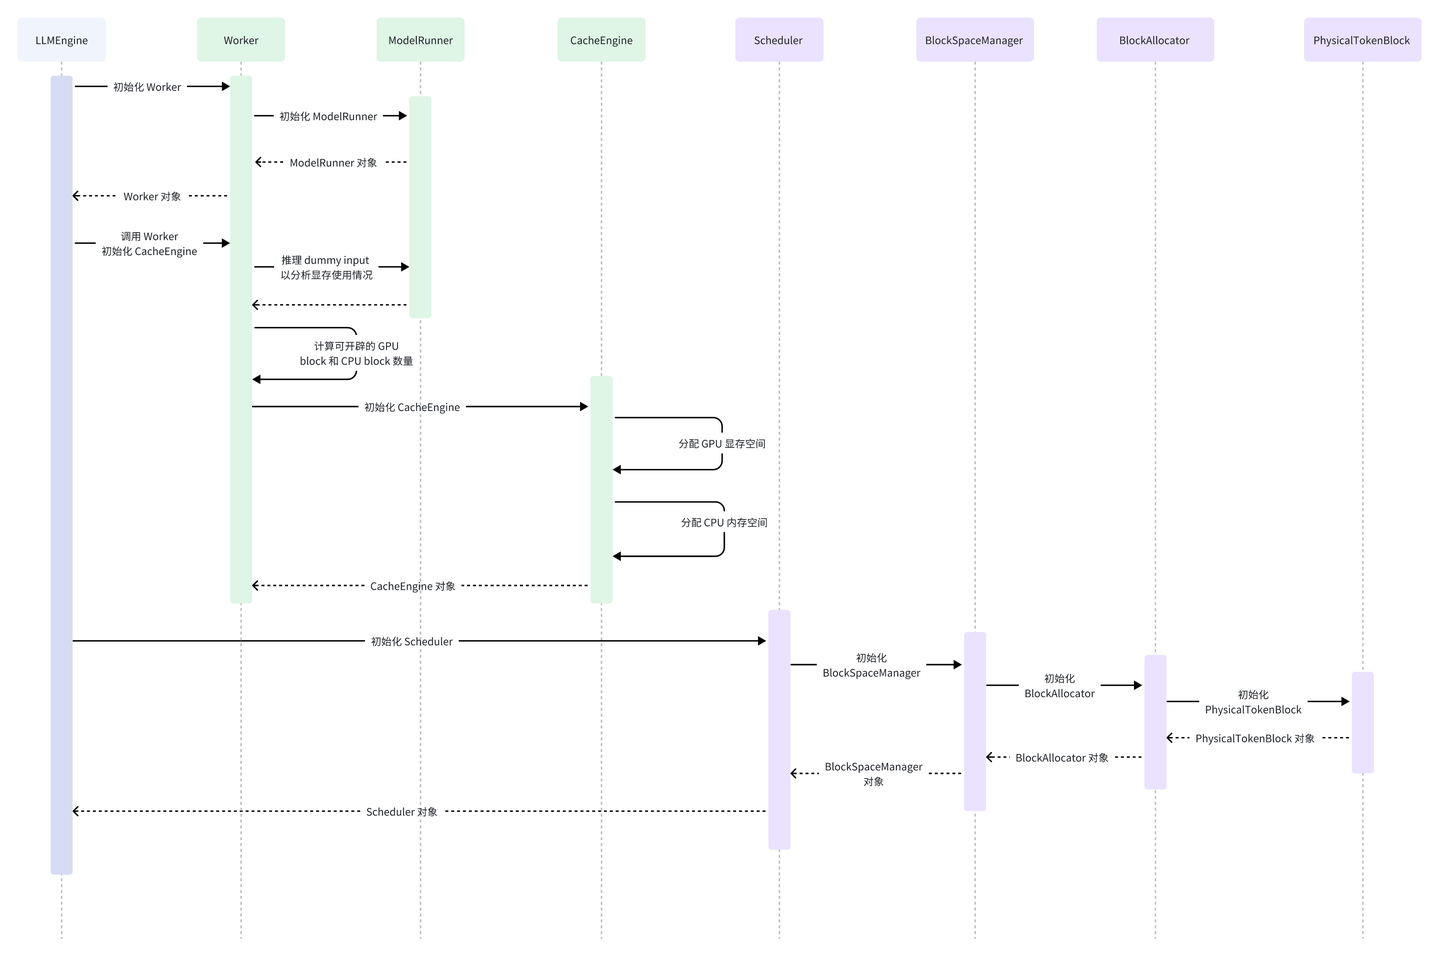 LLMEngine
Worker
ModelRunner
CacheEngine
Scheduler
BlockSpaceManager
BlockAllocator
PhysicalTokenBlock
初始化 Worker
初始化 ModelRunner
ModelRunner 对象
Worker 对象
调用 Worker
初始化 CacheEngine
推理 dummy input
以分析显存使用情况
计算可开辟的 GPU
block 和 CPU block 数量
初始化 CacheEngine
分配 GPU 显存空间
分配 CPU 内存空间
CacheEngine 对象
初始化 Scheduler
初始化
BlockSpaceManager
初始化
BlockAllocator
初始化
PhysicalTokenBlock
PhysicalTokenBlock 对象
BlockAllocator 对象
BlockSpaceManager
对象
Scheduler 对象